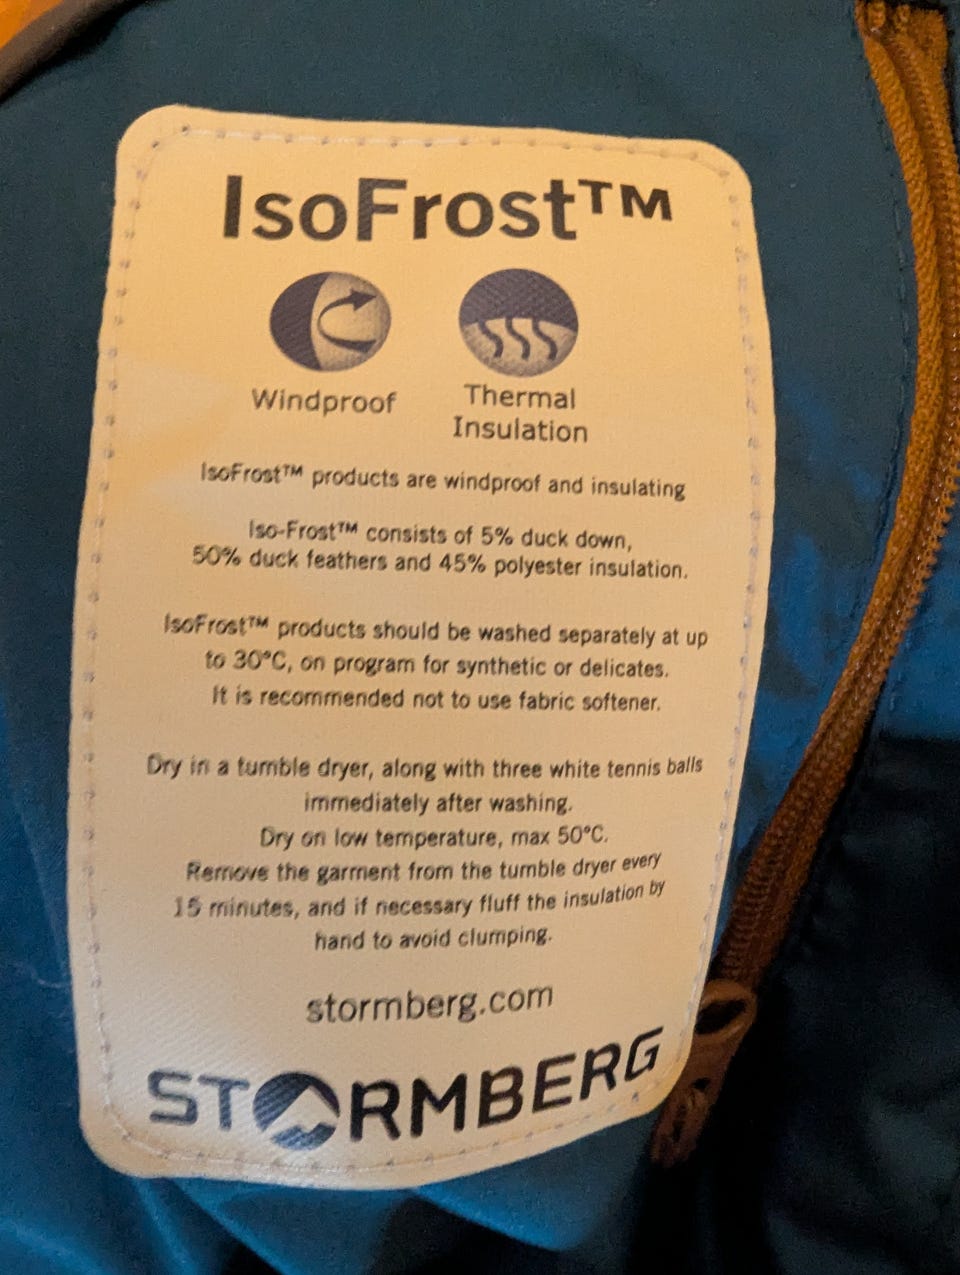 IsoFrost™
Windproof
Thermal
Insulation
IsoFrost™ products are windproof and insulating
Iso-Frost™ consists of 5% duck down,
50% duck feathers and 45% polyester insulation.
IsoFrost™ products should be washed separately at up
to 30°C, on program for synthetic or delicates.
It is recommended not to use fabric softener.
Dry in a tumble dryer, along with three white tennis balls
immediately after washing.
Dry on low temperature, max 50°C.
Remove the garment from the tumble dryer every
15 minutes, and if necessary fluff the insulation by
hand to avoid clumping.
stormberg.com
STORMBERG